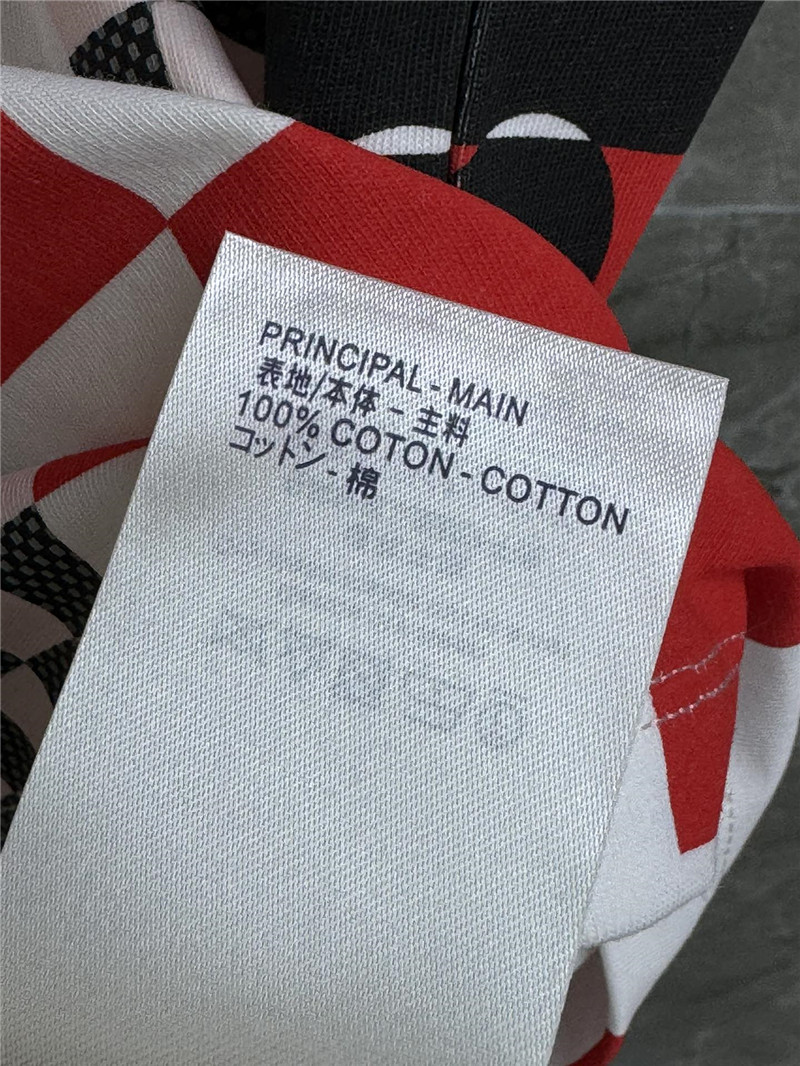 PRINCIPAL - MAIN
表地/本体 - 主料
100% COTON - COTTON
コットン - 棉